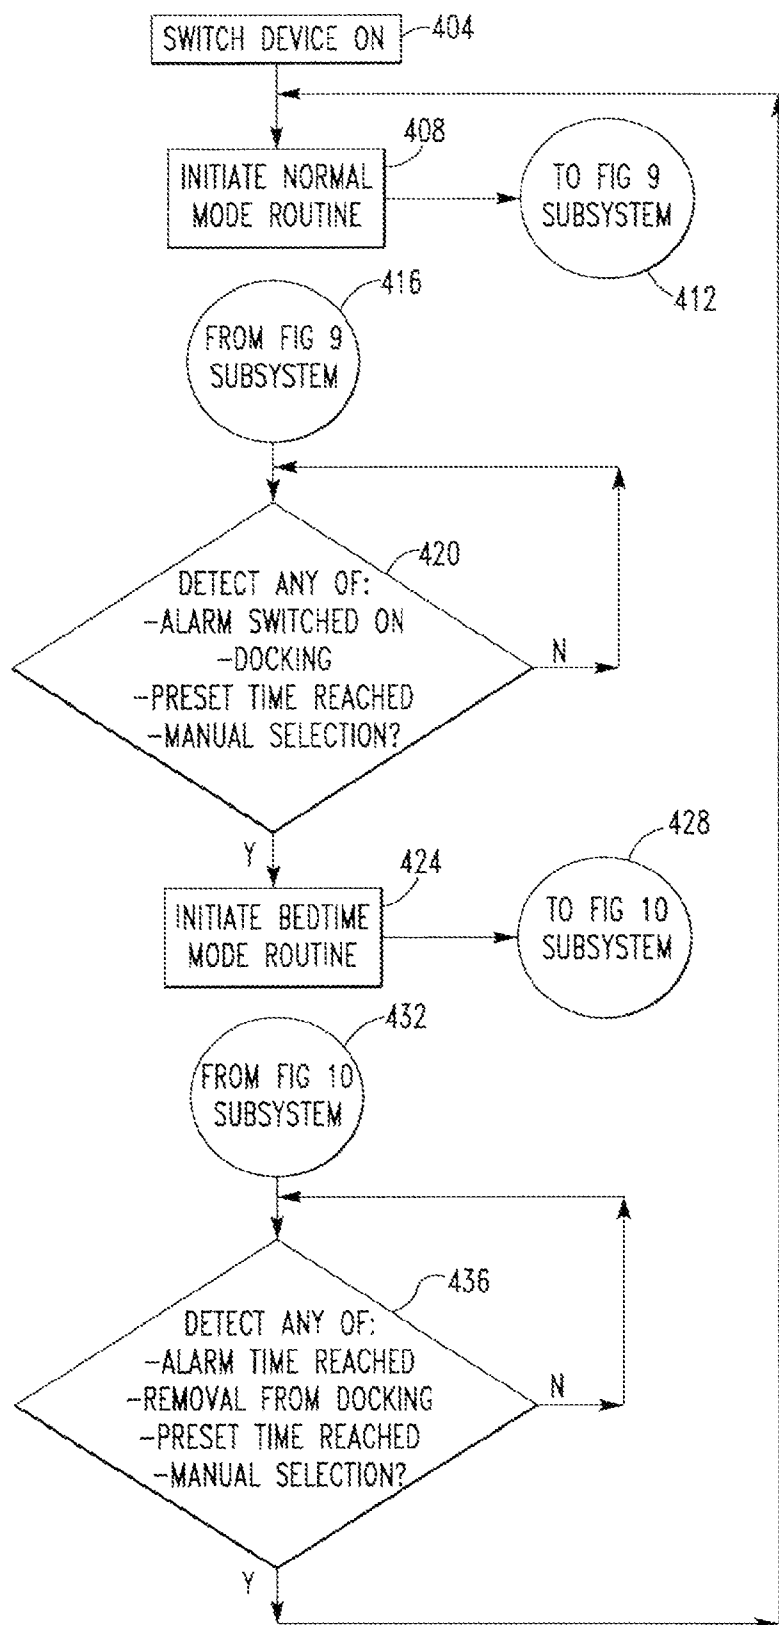 SWITCH DEVICE ON
404
408
INITIATE NORMAL
MODE ROUTINE
TO FIG 9
SUBSYSTEM
412
416
FROM FIG 9
SUBSYSTEM
420
DETECT ANY OF:
-ALARM SWITCHED ON
-DOCKING
-PRESET TIME REACHED
-MANUAL SELECTION?
N
Y
424
INITIATE BEDTIME
MODE ROUTINE
428
TO FIG 10
SUBSYSTEM
432
FROM FIG 10
SUBSYSTEM
436
DETECT ANY OF:
-ALARM TIME REACHED
-REMOVAL FROM DOCKING
-PRESET TIME REACHED
-MANUAL SELECTION?
N
Y